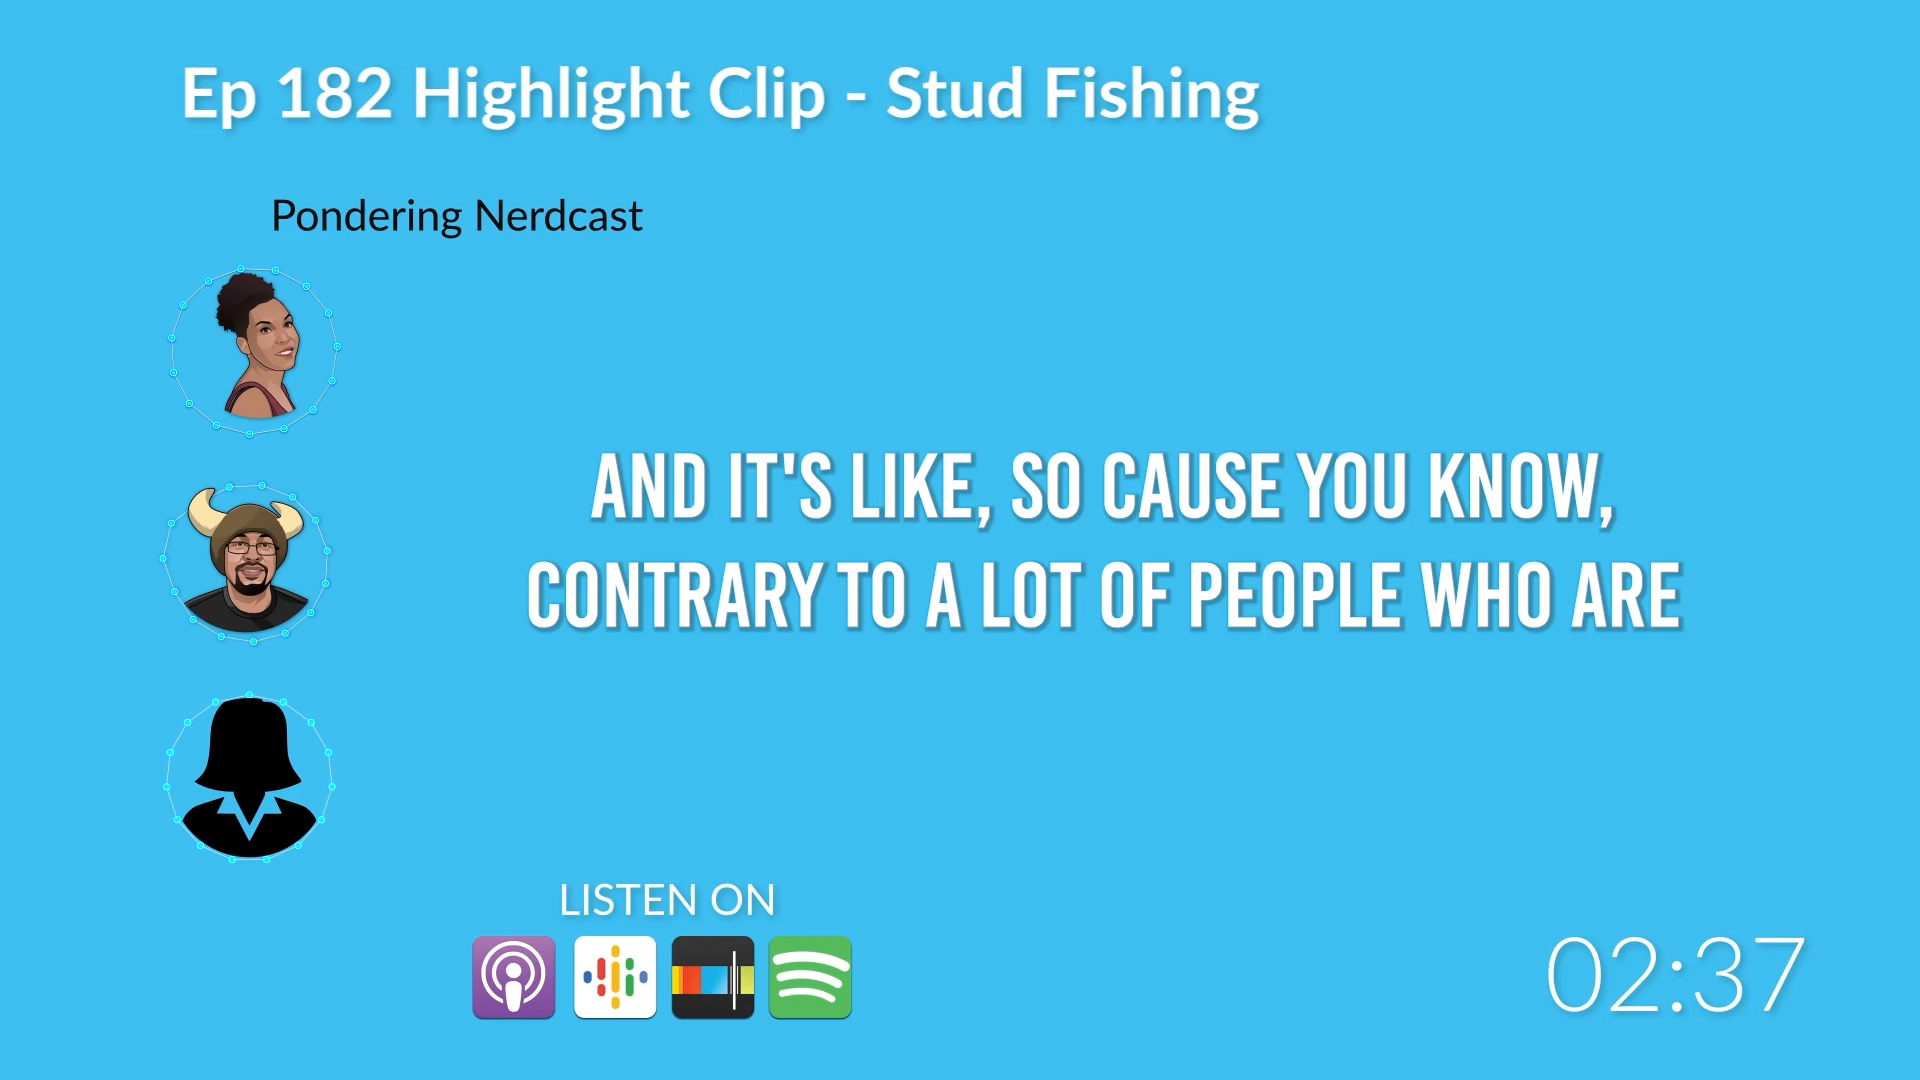 Ep 182 Highlight Clip - Stud Fishing
Pondering Nerdcast
AND IT'S LIKE, SO CAUSE YOU KNOW,
CONTRARY TO A LOT OF PEOPLE WHO ARE
LISTEN ON
02:37